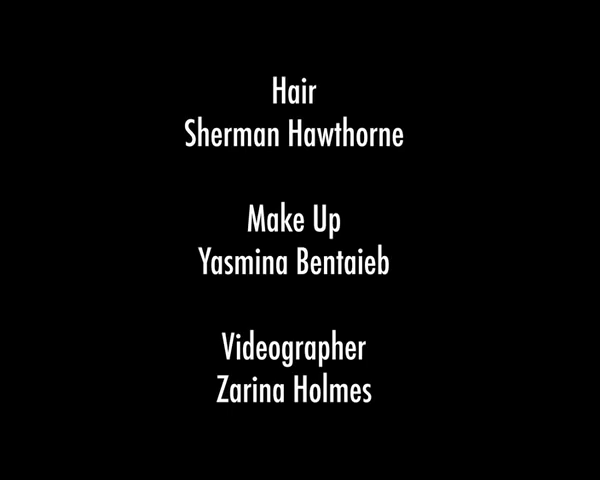 Hair
Sherman Hawthorne
Make Up
Yasmina Bentaieb
Videographer
Zarina Holmes